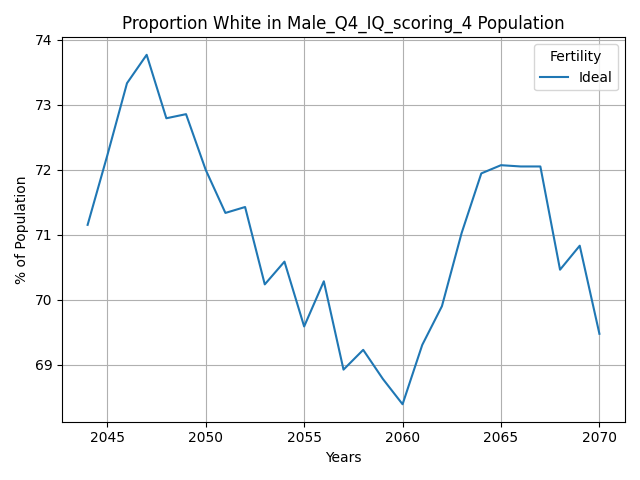 Proportion White in Male_Q4_IQ_scoring_4 Population
74
73
72
71
70
69
% of Population
Fertility
Ideal
2045 2050 2055 2060 2065 2070
Years